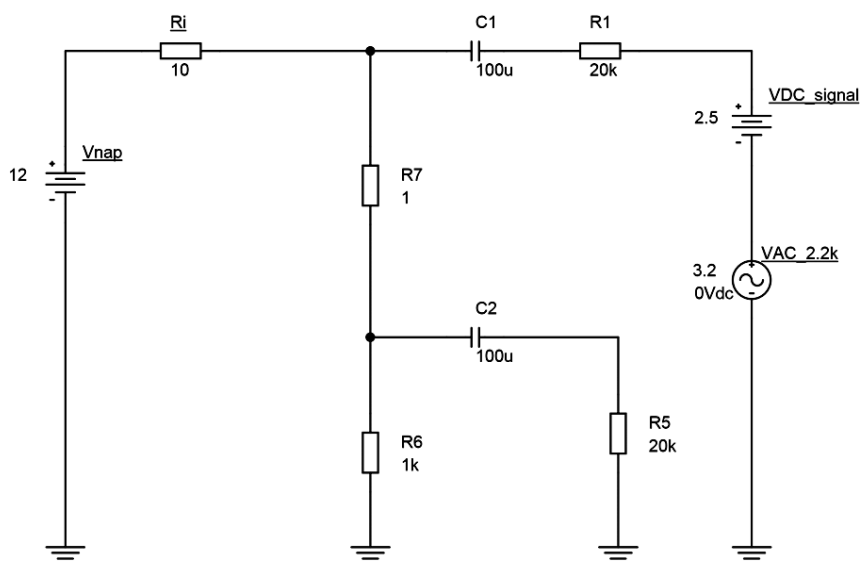 Ri
10
C1
100u
R1
20k
VDC_signal
+
2.5
-
Vnap
+
12
-
R7
1
VAC_2.2k
3.2
0Vdc
+
-
C2
100u
R6
1k
R5
20k